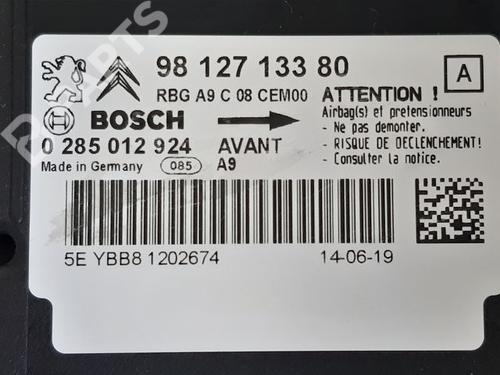 98 127 133 80
RBG A9 C 08 CEM00
A
BOSCH
ATTENTION !
Airbag(s) et pretensionneurs
- Ne pas demonter.
- RISQUE DE DECLENCHEMENT!
- Consulter la notice.
0 285 012 924 AVANT
Made in Germany 085 A9
5E YBB8 1202674 14-06-19